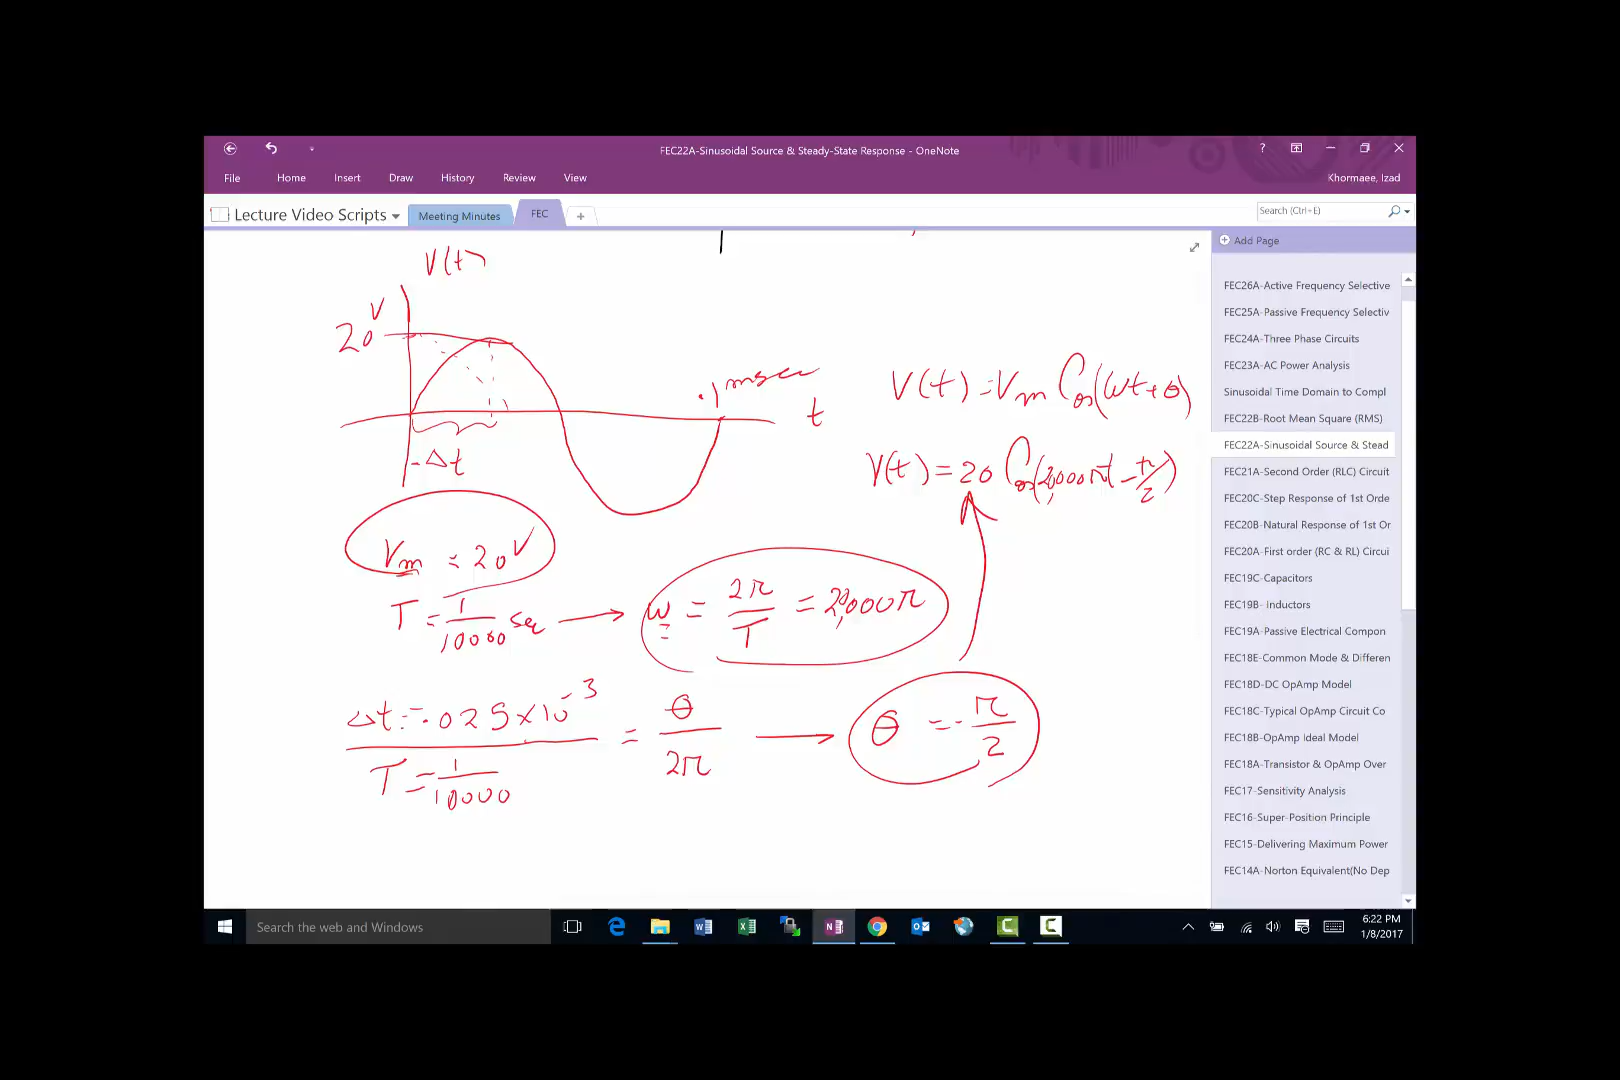 FEC22A-Sinusoidal Source & Steady-State Response - OneNote
?
File Home Insert Draw History Review View
Khormaee, Izad
Lecture Video Scripts
Meeting Minutes
FEC
Search (Ctrl+E)
Add Page
FEC26A-Active Frequency Selective
FEC25A-Passive Frequency Selectiv
FEC24A-Three Phase Circuits
FEC23A-AC Power Analysis
Sinusoidal Time Domain to Compl
FEC22B-Root Mean Square (RMS)
FEC22A-Sinusoidal Source & Stead
FEC21A-Second Order (RLC) Circuit
FEC20C-Step Response of 1st Orde
FEC20B-Natural Response of 1st Or
FEC20A-First order (RC & RL) Circui
FEC19C-Capacitors
FEC19B- Inductors
FEC19A-Passive Electrical Compon
FEC18E-Common Mode & Differen
FEC18D-DC OpAmp Model
FEC18C-Typical OpAmp Circuit Co
FEC18B-OpAmp Ideal Model
FEC18A-Transistor & OpAmp Over
FEC17-Sensitivity Analysis
FEC16-Super-Position Principle
FEC15-Delivering Maximum Power
FEC14A-Norton Equivalent(No Dep
V(t)
20 V
.1 msec
t
-Δt
V(t) = Vm Cos(ωt+θ)
V(t) = 20 Cos(20,000πt - π/2)
Vm = 20 V
T = 1/10000 sec → ω = 2π/T = 20,000π
Δt = -.025×10^-3 / T = 1/10000 = θ/2π → θ = -π/2
Search the web and Windows
6:22 PM
1/8/2017